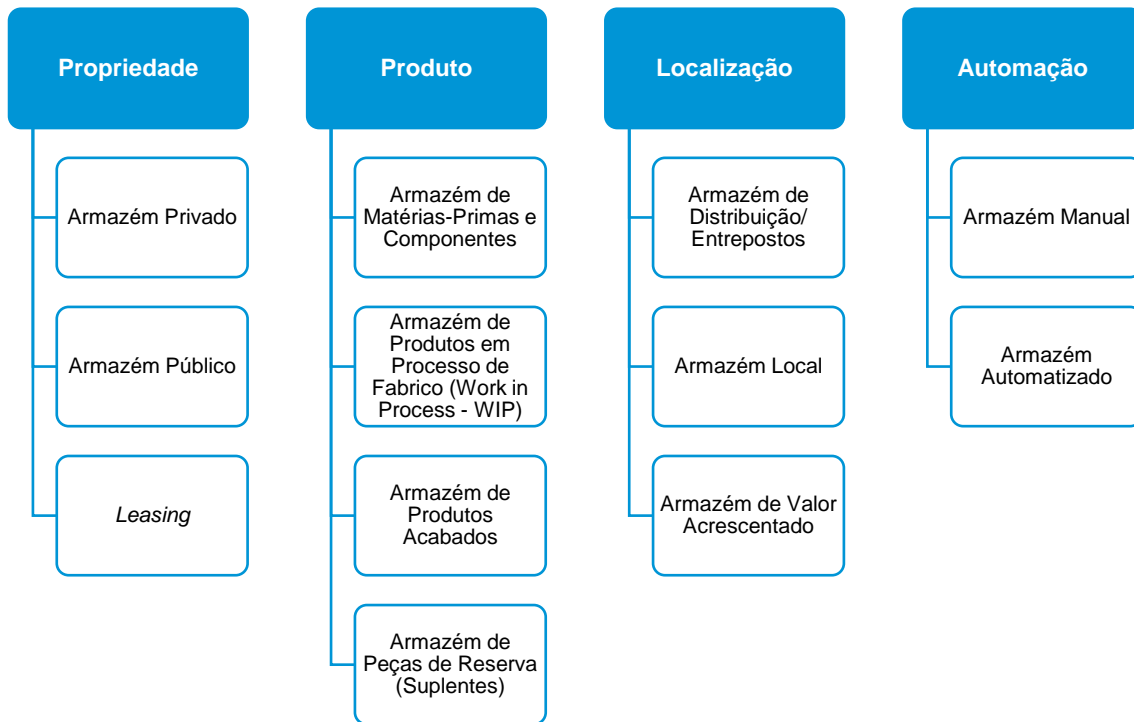 Propriedade
Armazém Privado
Armazém Público
Leasing
Produto
Armazém de
Matérias-Primas e
Componentes
Armazém de
Produtos em
Processo de
Fabrico (Work in
Process - WIP)
Armazém de
Produtos
Acabados
Armazém de
Peças de Reserva
(Suplentes)
Localização
Armazém de
Distribuição/
Entrepostos
Armazém Local
Armazém de Valor
Acrescentado
Automação
Armazém Manual
Armazém
Automatizado